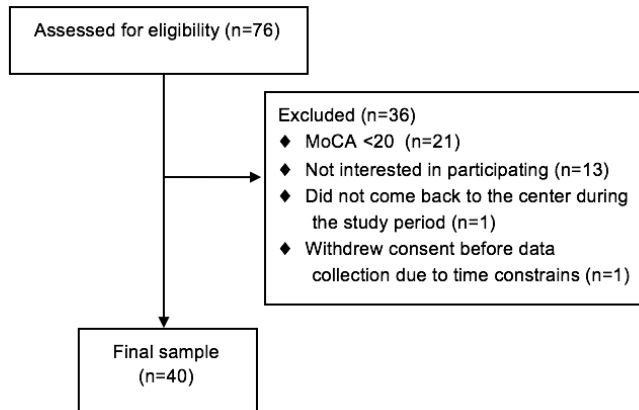 Assessed for eligibility (n=76)
Excluded (n=36)
♦ MoCA <20 (n=21)
♦ Not interested in participating (n=13)
♦ Did not come back to the center during
the study period (n=1)
♦ Withdrew consent before data
collection due to time constrains (n=1)
Final sample
(n=40)